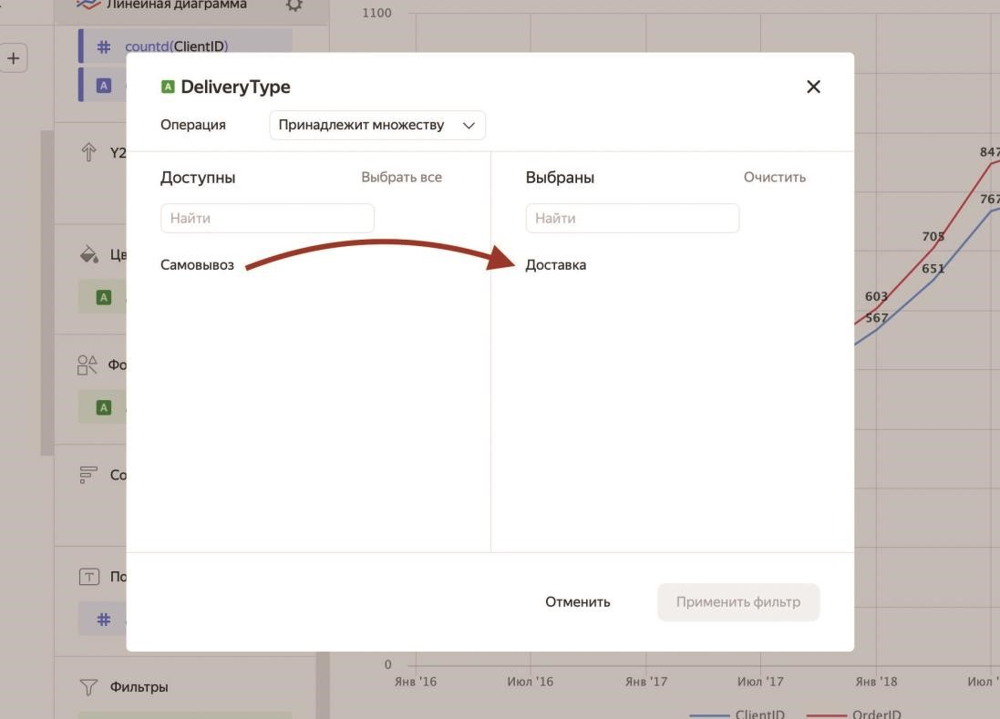 Линейная диаграмма
countd(ClientID)
A
Y2
Цв
A
Фо
A
Со
По
Фильтры
DeliveryType
Операция
Принадлежит множеству
Доступны
Выбрать все
Выбраны
Очистить
Найти
Найти
Самовывоз
Доставка
Отменить
Применить фильтр
1100
847
767
705
651
603
567
0
Янв '16
Июл '16
Янв '17
Июл '17
Янв '18
Июл '
ClientID
OrderID